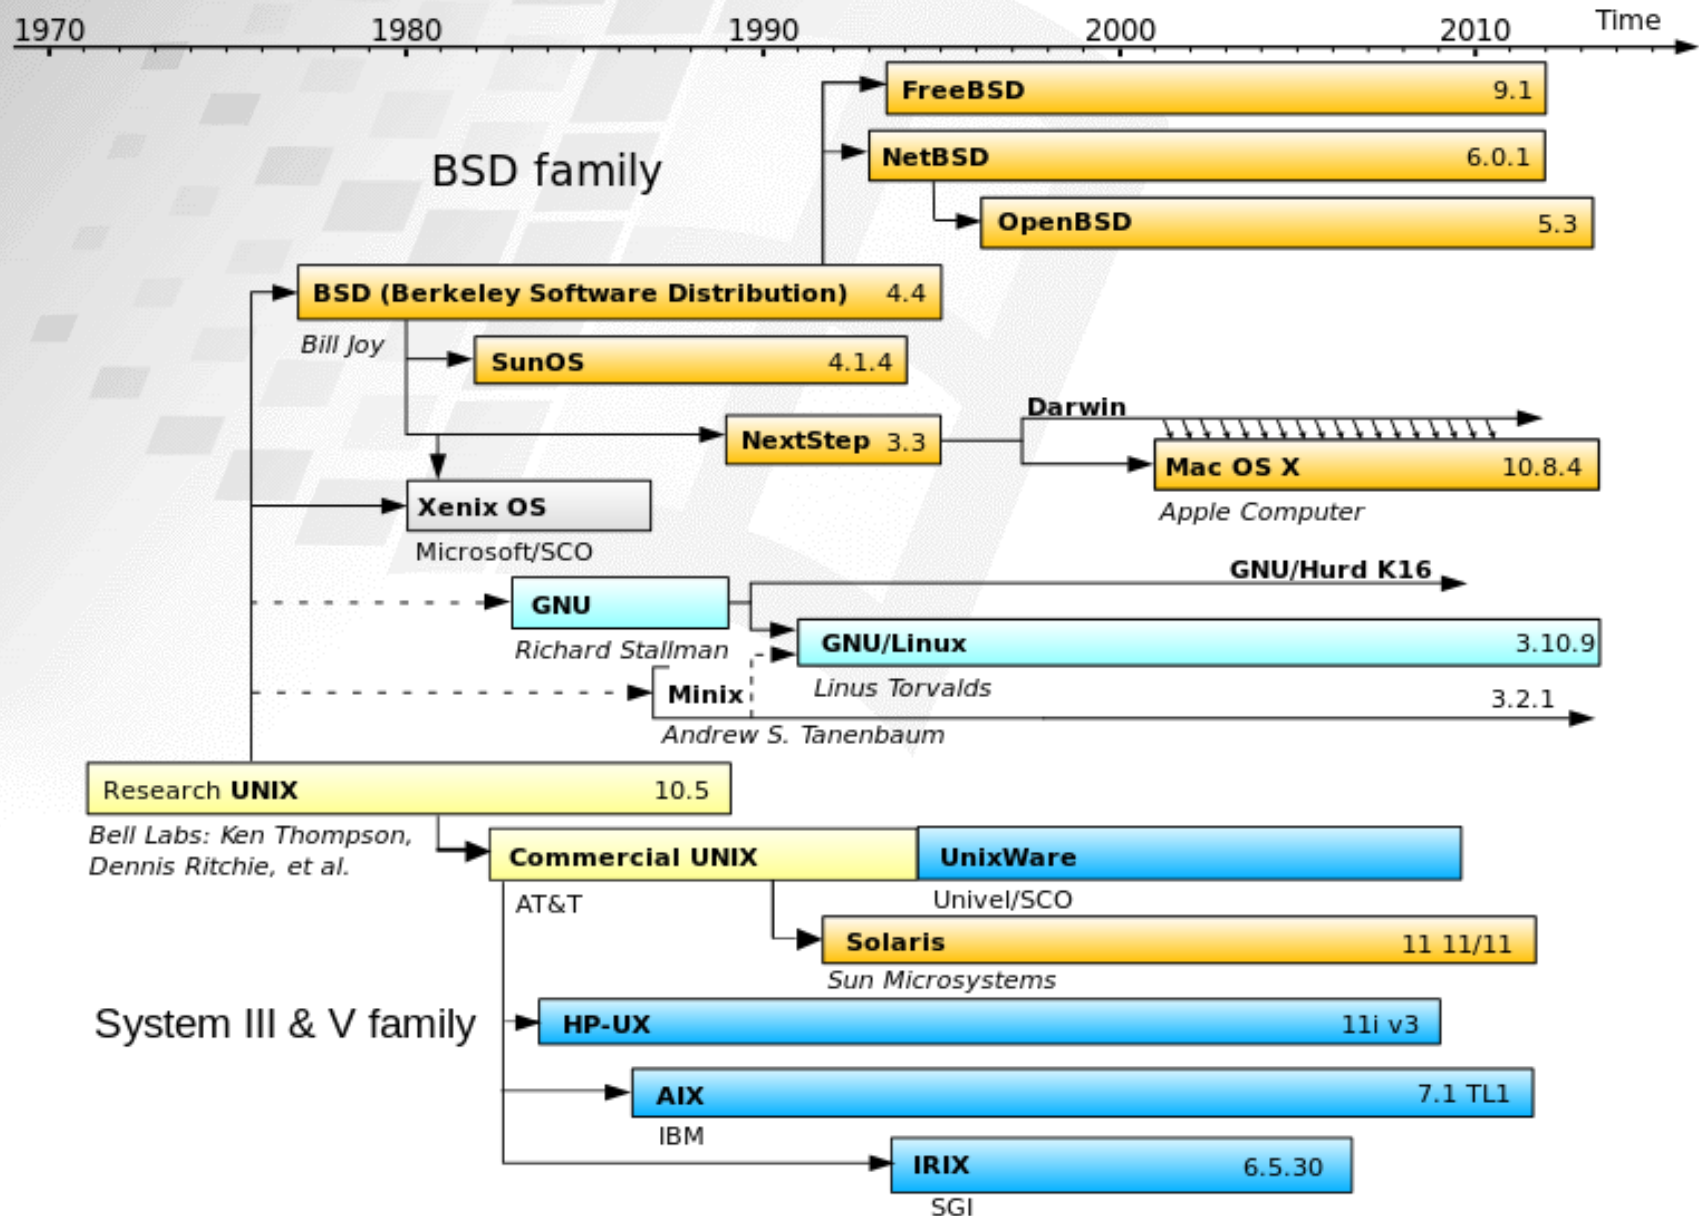 1970 1980 1990 2000 2010 Time
FreeBSD 9.1
NetBSD 6.0.1
BSD family
OpenBSD 5.3
BSD (Berkeley Software Distribution) 4.4
Bill Joy
SunOS 4.1.4
Darwin
NextStep 3.3
Mac OS X 10.8.4
Apple Computer
Xenix OS
Microsoft/SCO
GNU/Hurd K16
GNU
Richard Stallman
GNU/Linux 3.10.9
Linus Torvalds
Minix 3.2.1
Andrew S. Tanenbaum
Research UNIX 10.5
Bell Labs: Ken Thompson,
Dennis Ritchie, et al.
Commercial UNIX
UnixWare
AT&T
Univel/SCO
Solaris 11 11/11
Sun Microsystems
System III & V family
HP-UX 11i v3
AIX 7.1 TL1
IBM
IRIX 6.5.30
SGI